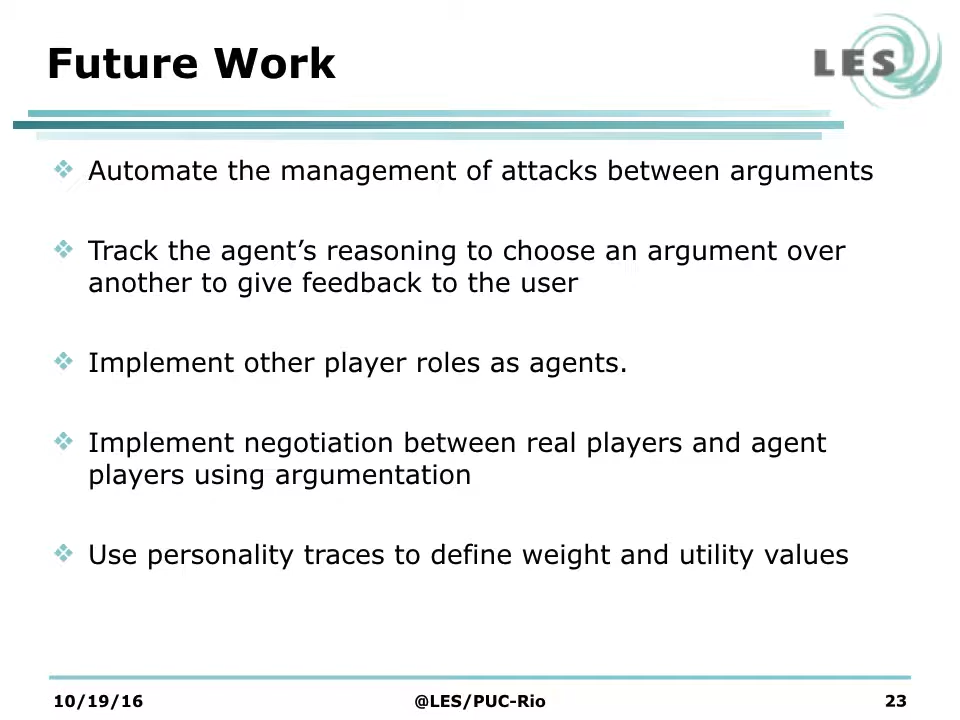 Future Work
LES
Automate the management of attacks between arguments
Track the agent’s reasoning to choose an argument over
another to give feedback to the user
Implement other player roles as agents.
Implement negotiation between real players and agent
players using argumentation
Use personality traces to define weight and utility values
10/19/16
@LES/PUC-Rio
23